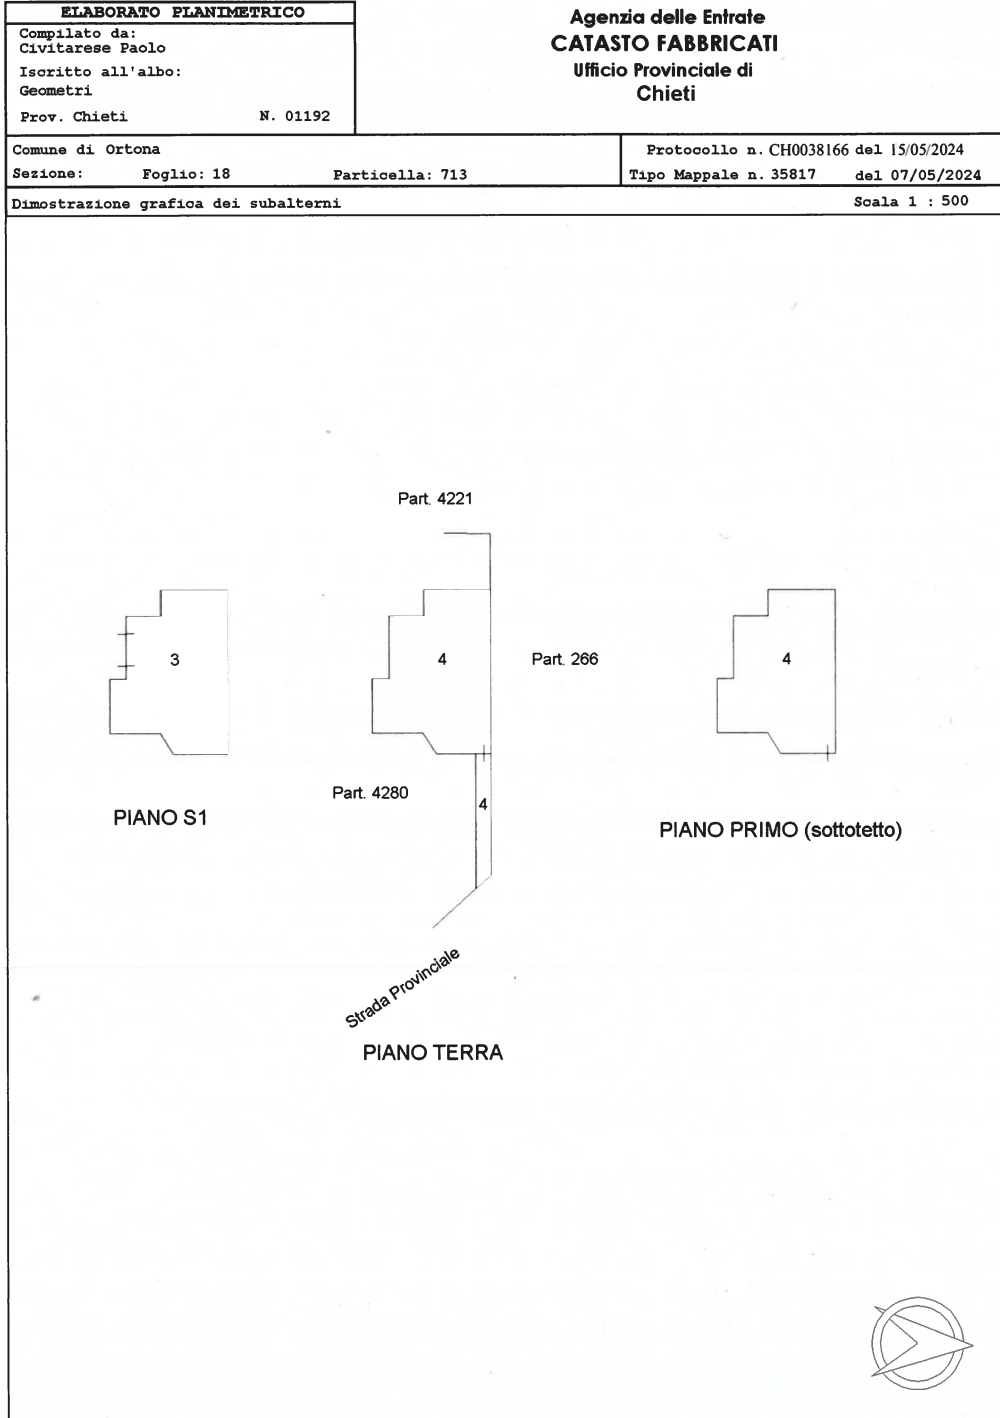 ELABORATO PLANIMETRICO
Compilato da:
Civitarese Paolo
Iscritto all'albo:
Geometri
Prov. Chieti N. 01192
Agenzia delle Entrate
CATASTO FABBRICATI
Ufficio Provinciale di
Chieti
Comune di Ortona
Sezione: Foglio: 18 Particella: 713
Protocollo n. CH0038166 del 15/05/2024
Tipo Mappale n. 35817 del 07/05/2024
Dimostrazione grafica dei subalterni Scala 1 : 500
Part. 4221
3
4
Part. 266
4
Part. 4280
4
PIANO S1
PIANO PRIMO (sottotetto)
Strada Provinciale
PIANO TERRA